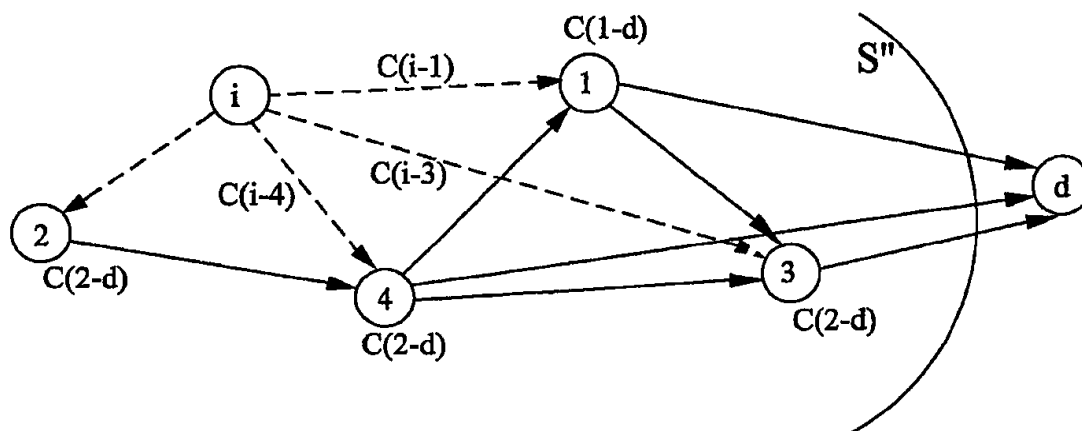 C(1-d)
S"
C(i-1)
i
1
C(i-3)
d
C(i-4)
2
C(2-d)
3
4
C(2-d)
C(2-d)